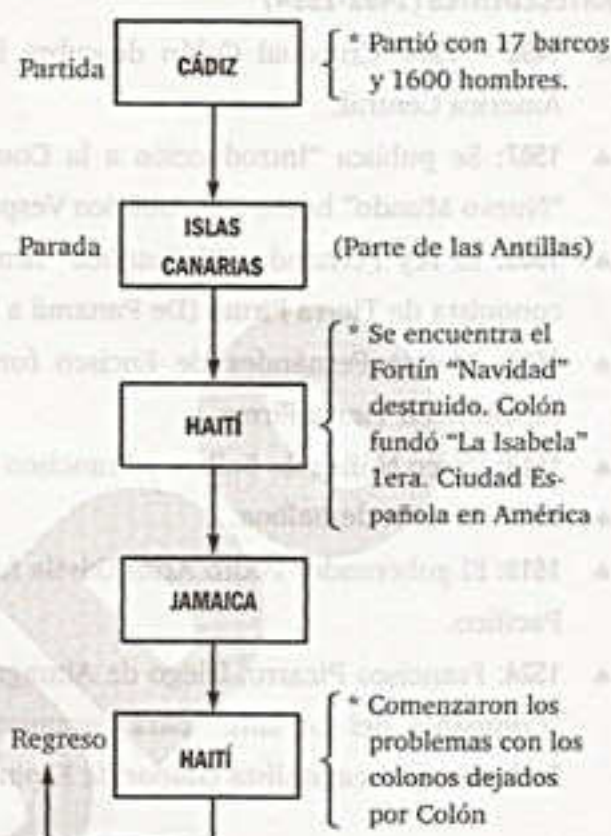 Partida
CÁDIZ
* Partió con 17 barcos
y 1600 hombres.
Parada
ISLAS
CANARIAS
(Parte de las Antillas)
HAITÍ
* Se encuentra el
Fortín "Navidad"
destruido. Colón
fundó "La Isabela"
1era. Ciudad Es-
pañola en América
JAMAICA
Regreso
HAITÍ
* Comenzaron los
problemas con los
colonos dejados
por Colón